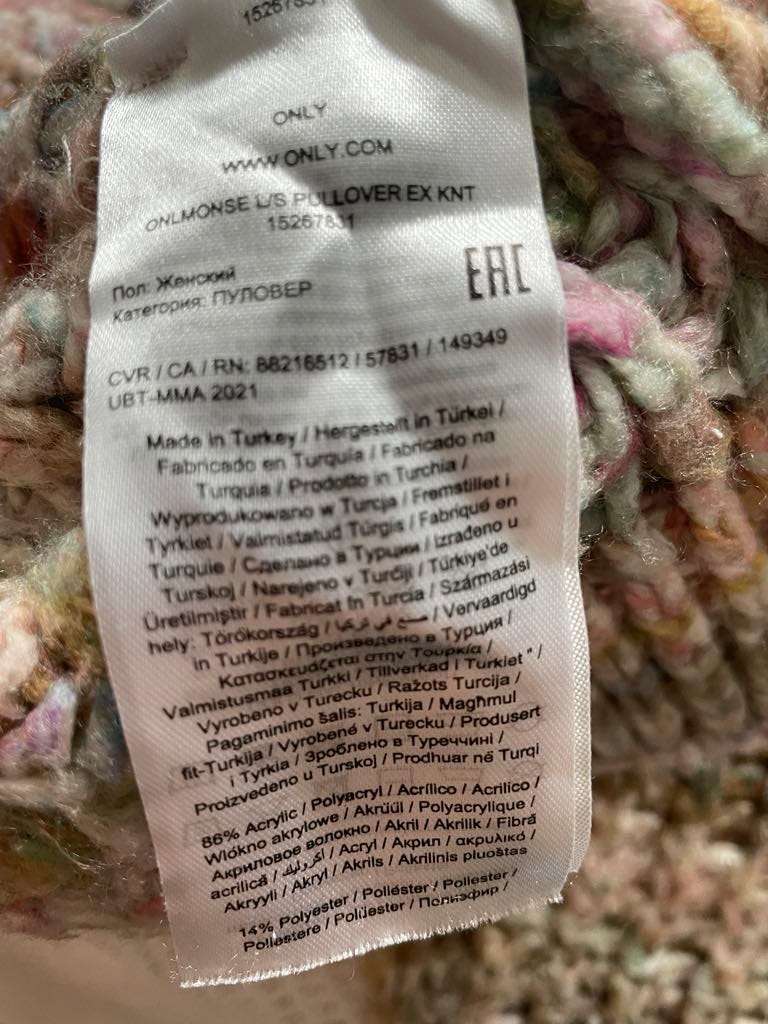 15267831
ONLY
www.ONLY.COM
ONLMONSE L/S PULLOVER EX KNT
15267831
Пол: Женский
EAC
Категория: ПУЛОВЕР
CVR / CA / RN: 88216512 / 57831 / 149349
UBT-MMA 2021
Made in Turkey / Hergestellt in Türkei /
Fabricado en Turquía / Fabricado na
Turquia / Prodotto in Turchia /
Wyprodukowano w Turcja / Fremstillet i
Tyrkiet / Valmistatud Türgis / Fabriqué en
Turquie / Сделано в Турции / Izrađeno u
Turskoj / Narejeno v Turčiji / Türkiye'de
Üretilmiştir / Fabricat în Turcia / Származási
hely: Törökország / صنع في تركيا / Vervaardigd
in Turkije / Произведено в Турция /
Κατασκευάζεται στην Τουρκία /
Valmistusmaa Turkki / Tillverkad i Turkiet " /
Vyrobeno v Turecku / Ražots Turcija /
Pagaminimo šalis: Turkija / Magħmul
fit-Turkija / Vyrobené v Turecku / Produsert
i Tyrkia / Зроблено в Туреччині /
Proizvedeno u Turskoj / Prodhuar në Turqi
86% Acrylic / Polyacryl / Acrílico / Acrilico /
Włókno akrylowe / Akrüül / Polyacrylique /
Акриловое волокно / Akril / Akrilik / Fibră
acrilică / أكريليك / Acryl / Акрил / ακρυλικό /
Akryyli / Akryl / Akrils / Akrilinis pluoštas
14% Polyester / Poliéster / Poliester /
Poliestere / Polüester / Полиэфир /